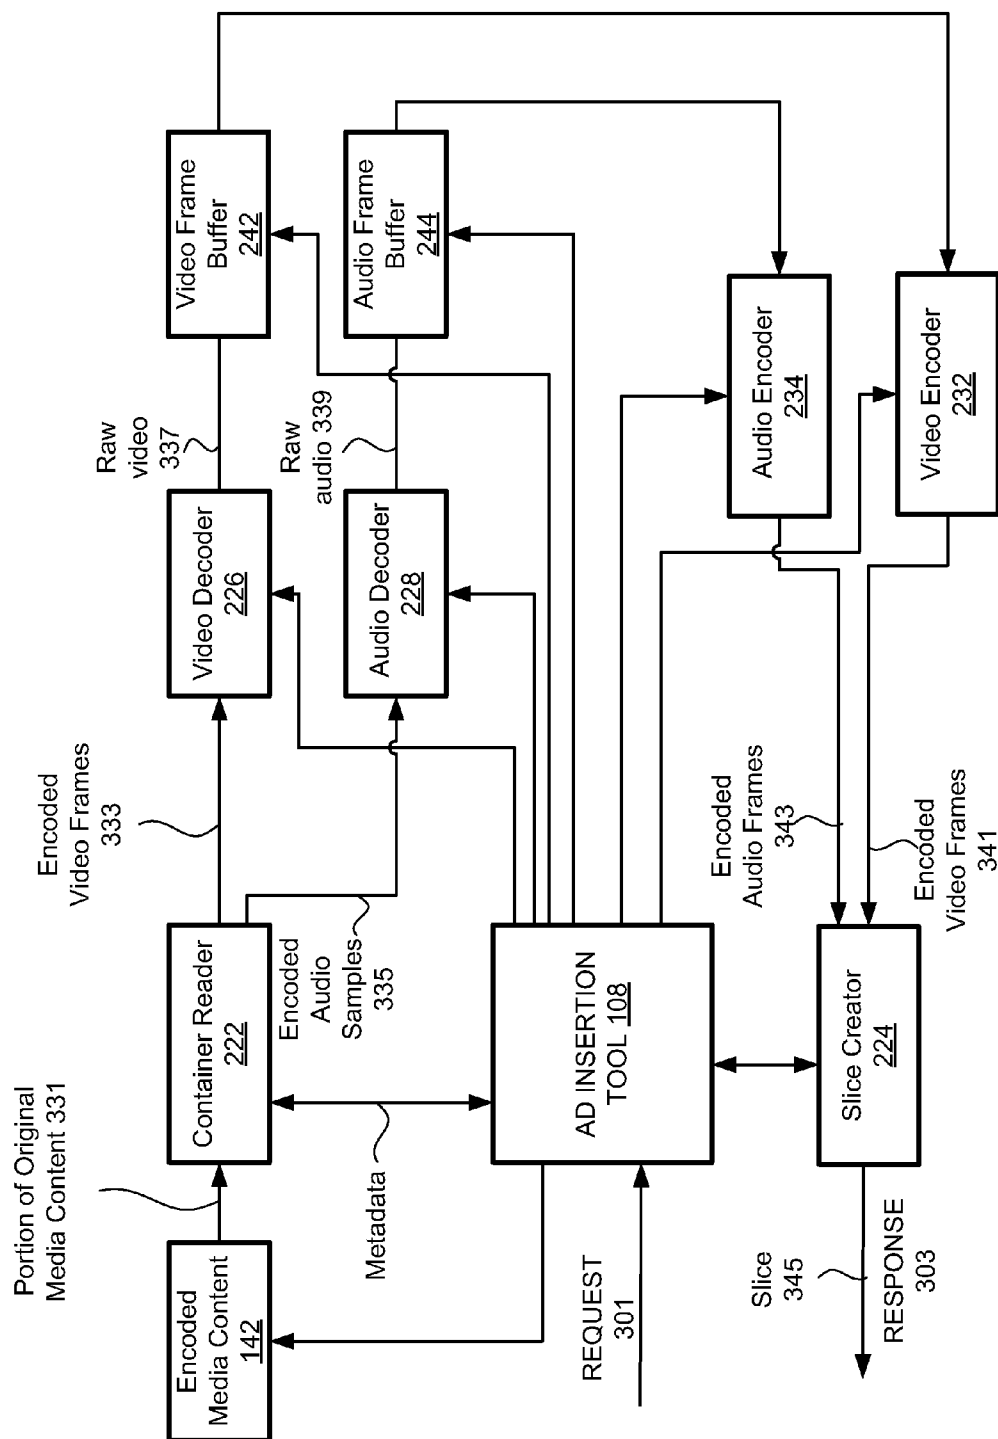 Portion of Original
Media Content 331
Encoded
Video Frames
333
Raw
video
337
Encoded
Media Content
142
Container Reader
222
Video Decoder
226
Video Frame
Buffer
242
Encoded
Audio
Samples
335
Raw
audio 339
Metadata
Audio Decoder
228
Audio Frame
Buffer
244
REQUEST
301
AD INSERTION
TOOL 108
Encoded
Audio Frames
343
Audio Encoder
234
Slice
345
RESPONSE
303
Slice Creator
224
Encoded
Video Frames
341
Video Encoder
232